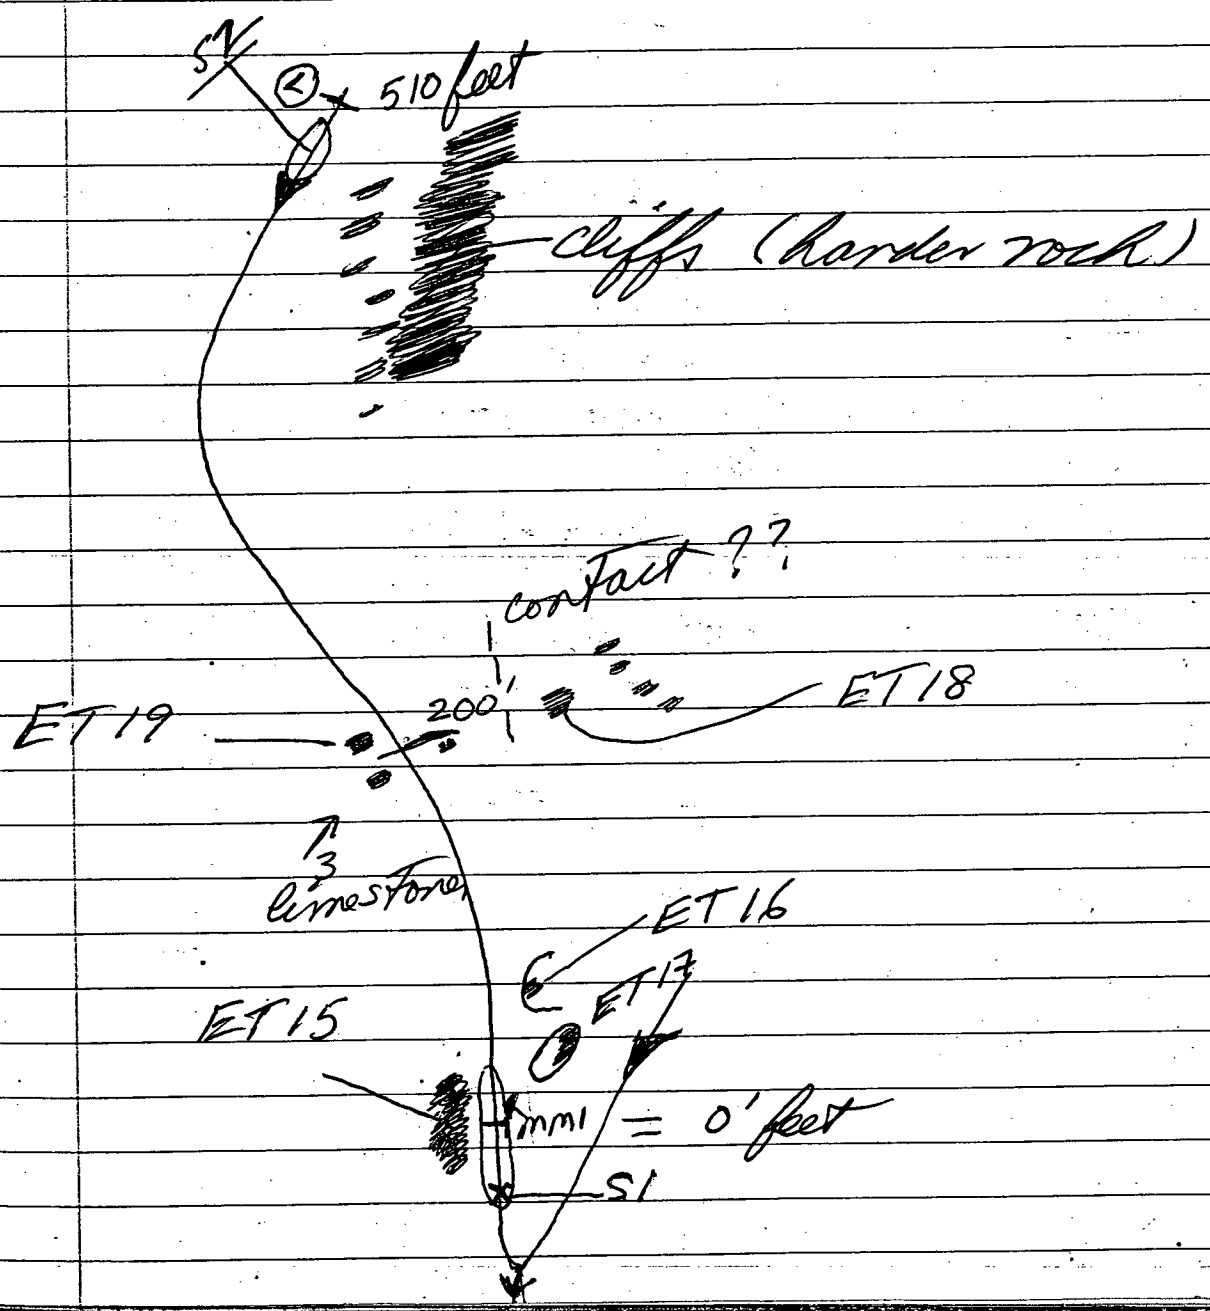 S2
② 510 feet
cliffs (harder rock)
contact ??
200'
ET18
ET19
3
limestone
ET16
ET17
ET15
mm1 = 0' feet
S1